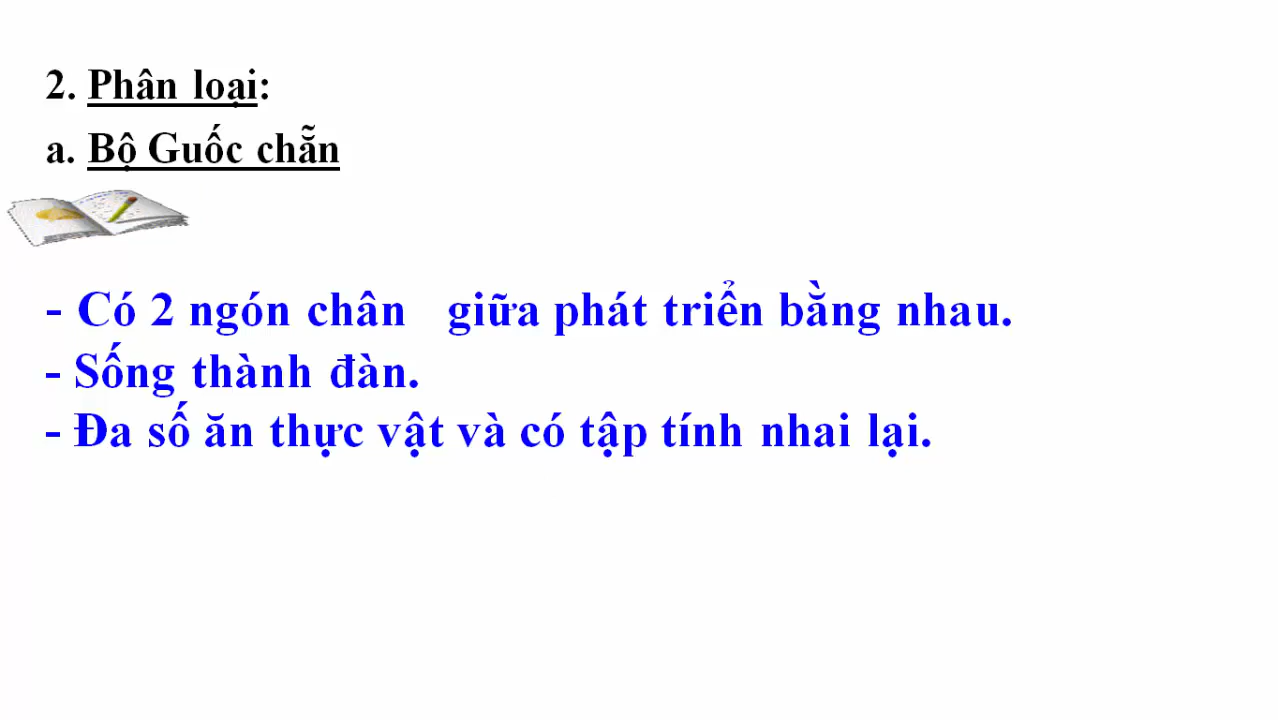 2. Phân loại:
a. Bộ Guốc chẵn
- Có 2 ngón chân giữa phát triển bằng nhau.
- Sống thành đàn.
- Đa số ăn thực vật và có tập tính nhai lại.